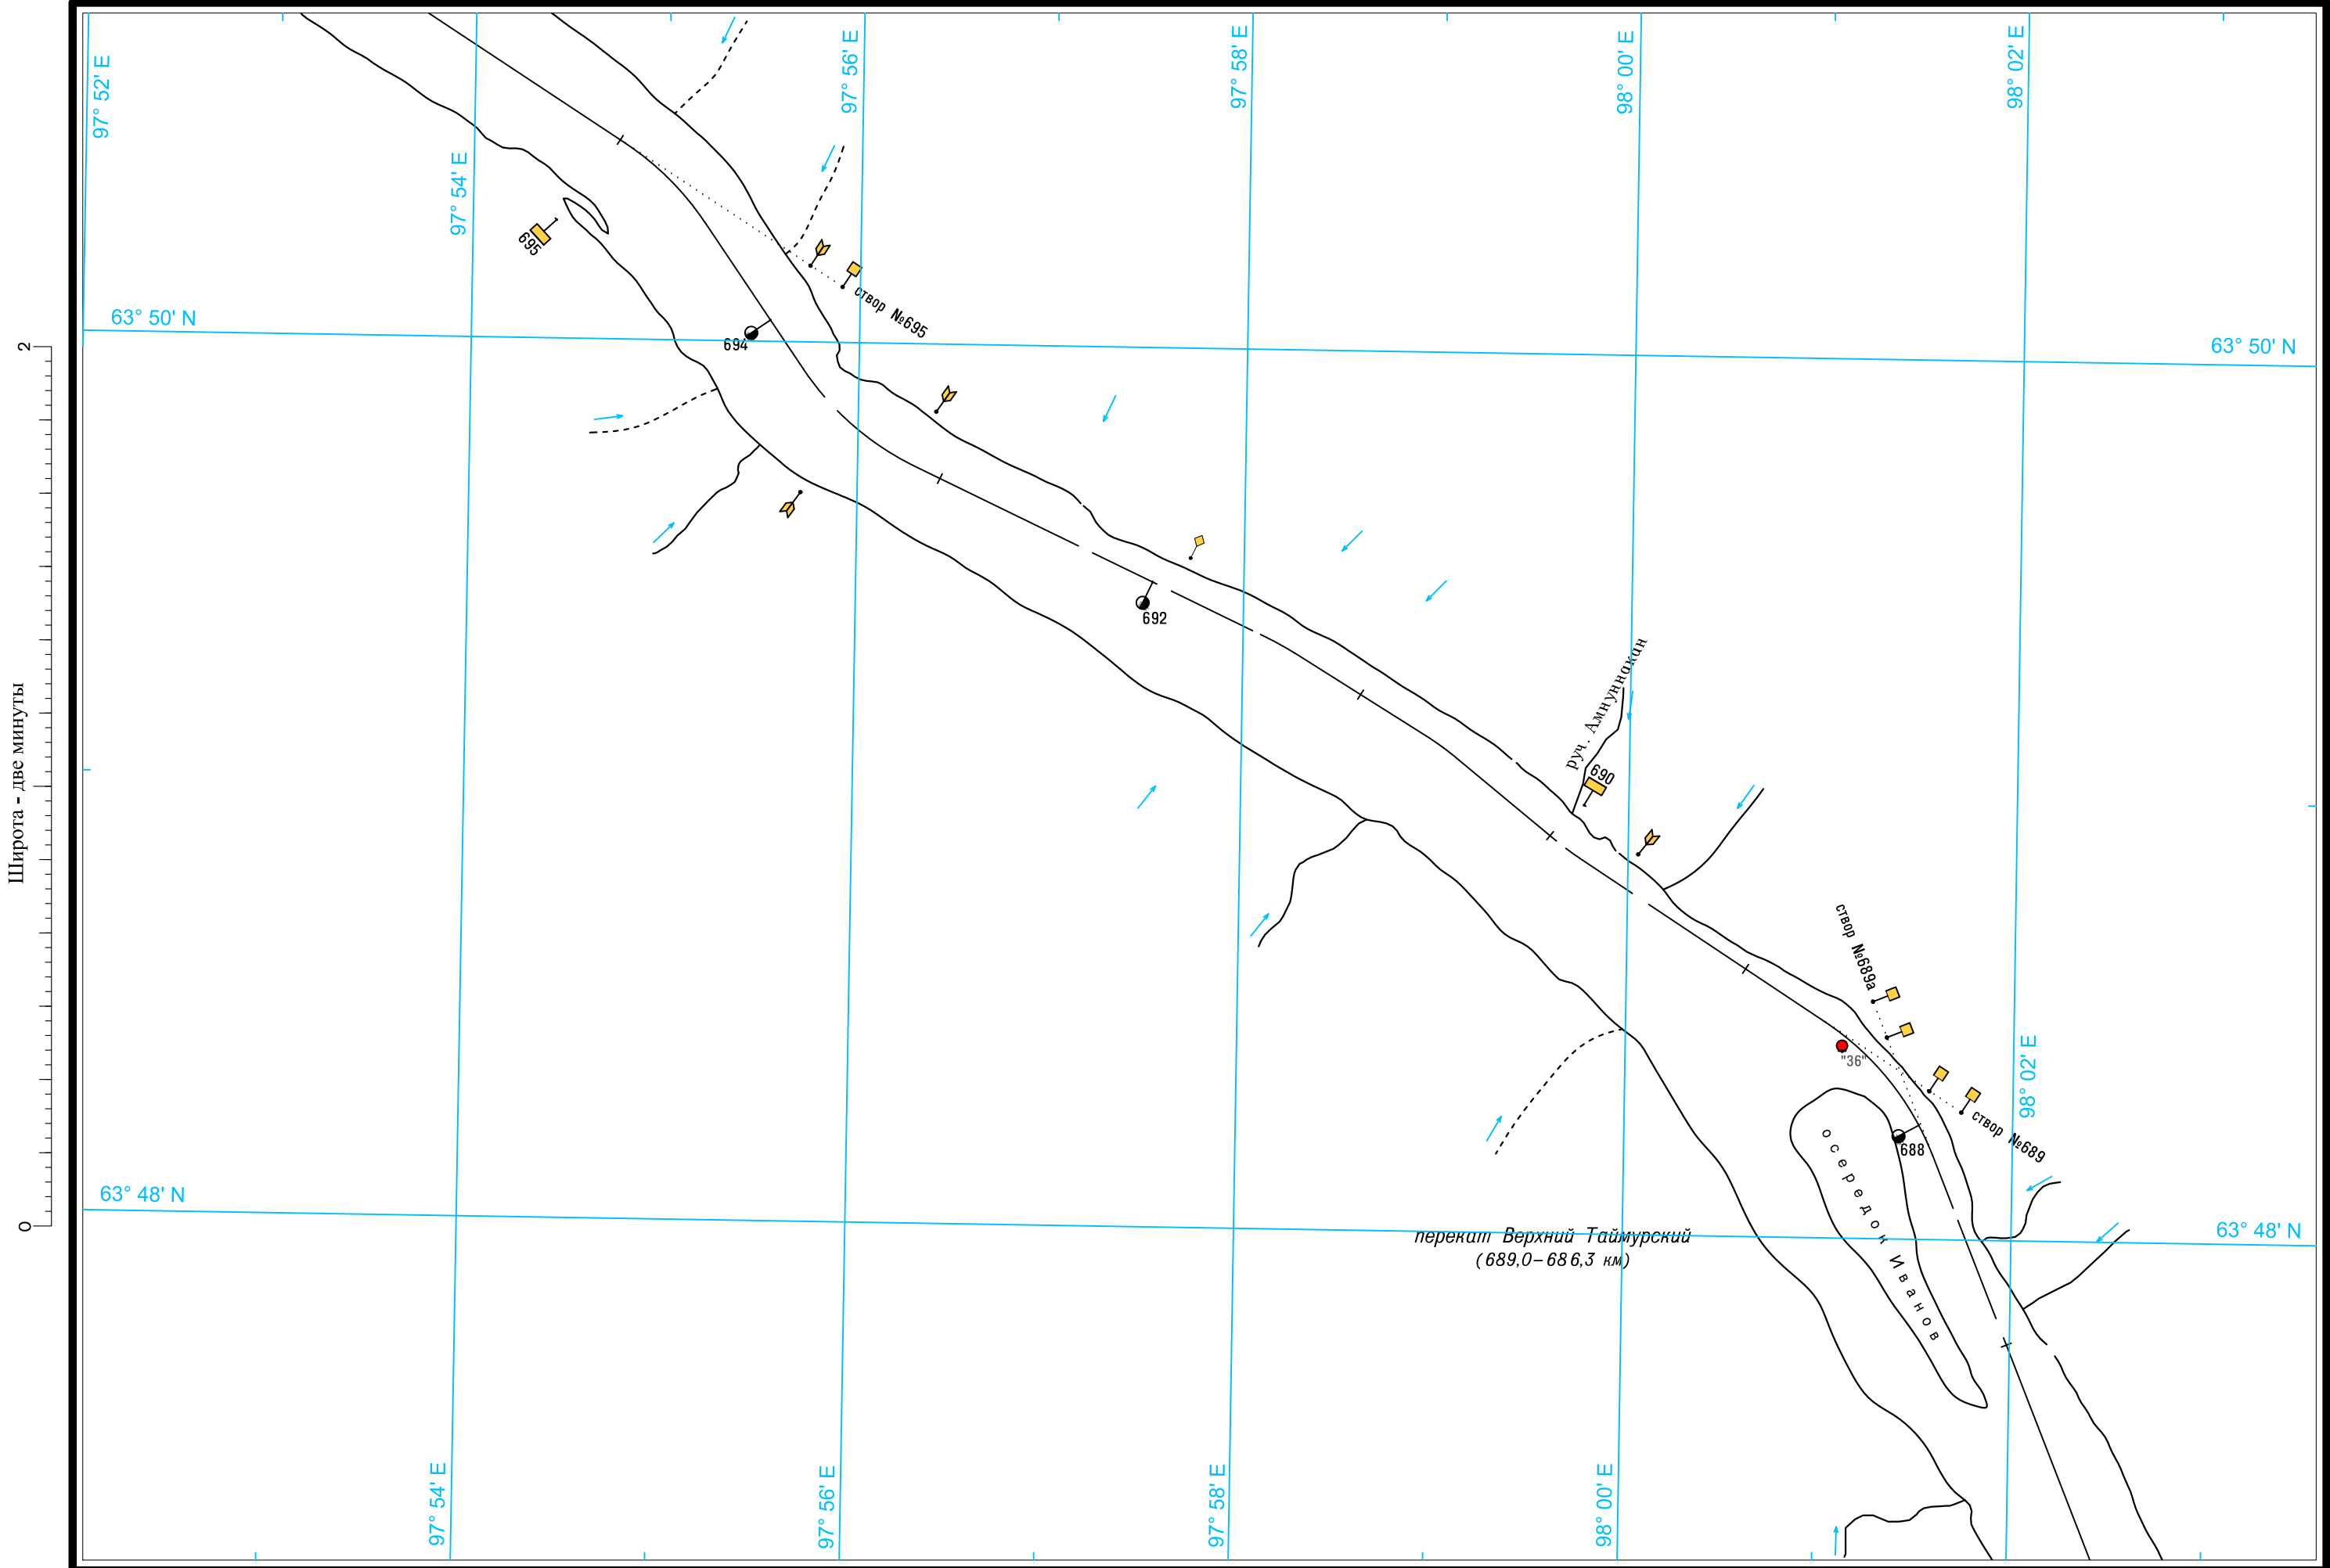 97° 52' E
97° 54' E
97° 56' E
97° 58' E
98° 00' E
98° 02' E
695
створ №695
63° 50' N
694
63° 50' N
2
692
руч. Амнуннакан
690
Широта - две минуты
створ №689а
"36"
98° 02' E
створ №689
688
осередок Иванов
63° 48' N
0
перекат Верхний Таймурский
(689,0-686,3 км)
63° 48' N
97° 54' E
97° 56' E
97° 58' E
98° 00' E